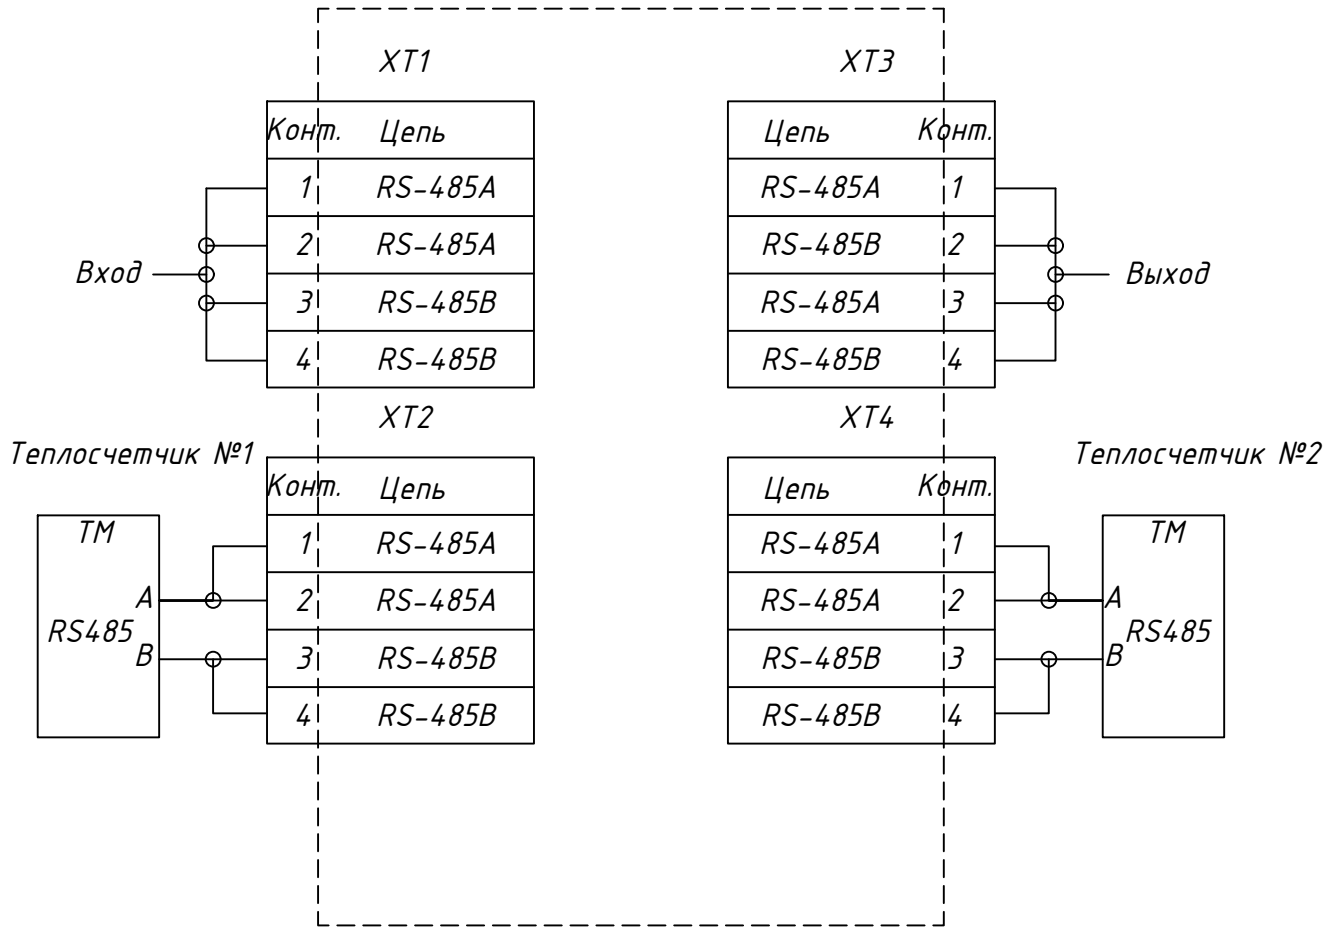 XT1 XT3
Конт. Цепь Цепь Конт.
1 RS-485A RS-485A 1
2 RS-485A RS-485B 2
Вход Выход
3 RS-485B RS-485A 3
4 RS-485B RS-485B 4
XT2 XT4
Теплосчетчик №1 Теплосчетчик №2
Конт. Цепь Цепь Конт.
ТМ ТМ
1 RS-485A RS-485A 1
A 2 RS-485A RS-485A 2 A
RS485 RS485
B 3 RS-485B RS-485B 3 B
4 RS-485B RS-485B 4